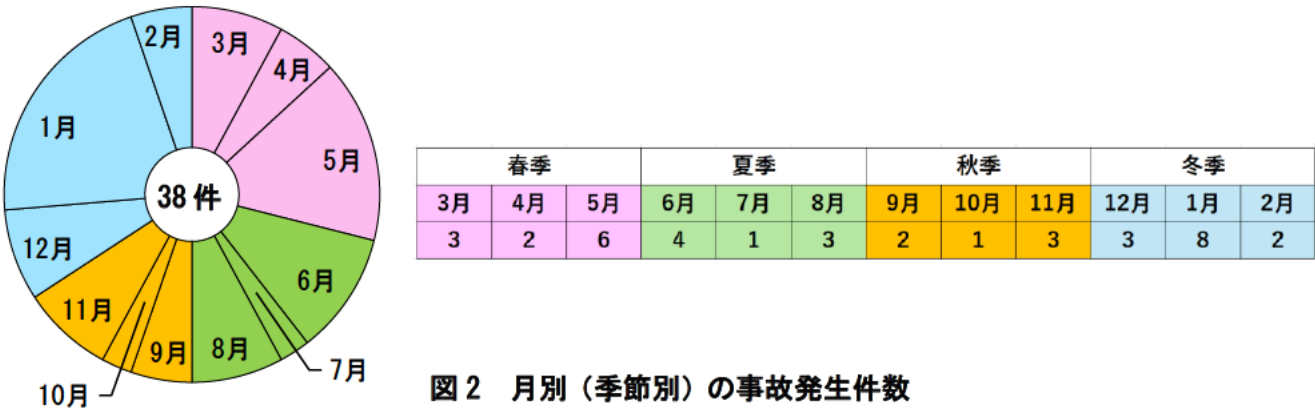 2月
3月
4月
1月
5月
38件
12月
6月
11月
9月
8月
7月
10月
春季 夏季 秋季 冬季
3月 4月 5月 6月 7月 8月 9月 10月 11月 12月 1月 2月
3 2 6 4 1 3 2 1 3 3 8 2
図2 月別（季節別）の事故発生件数